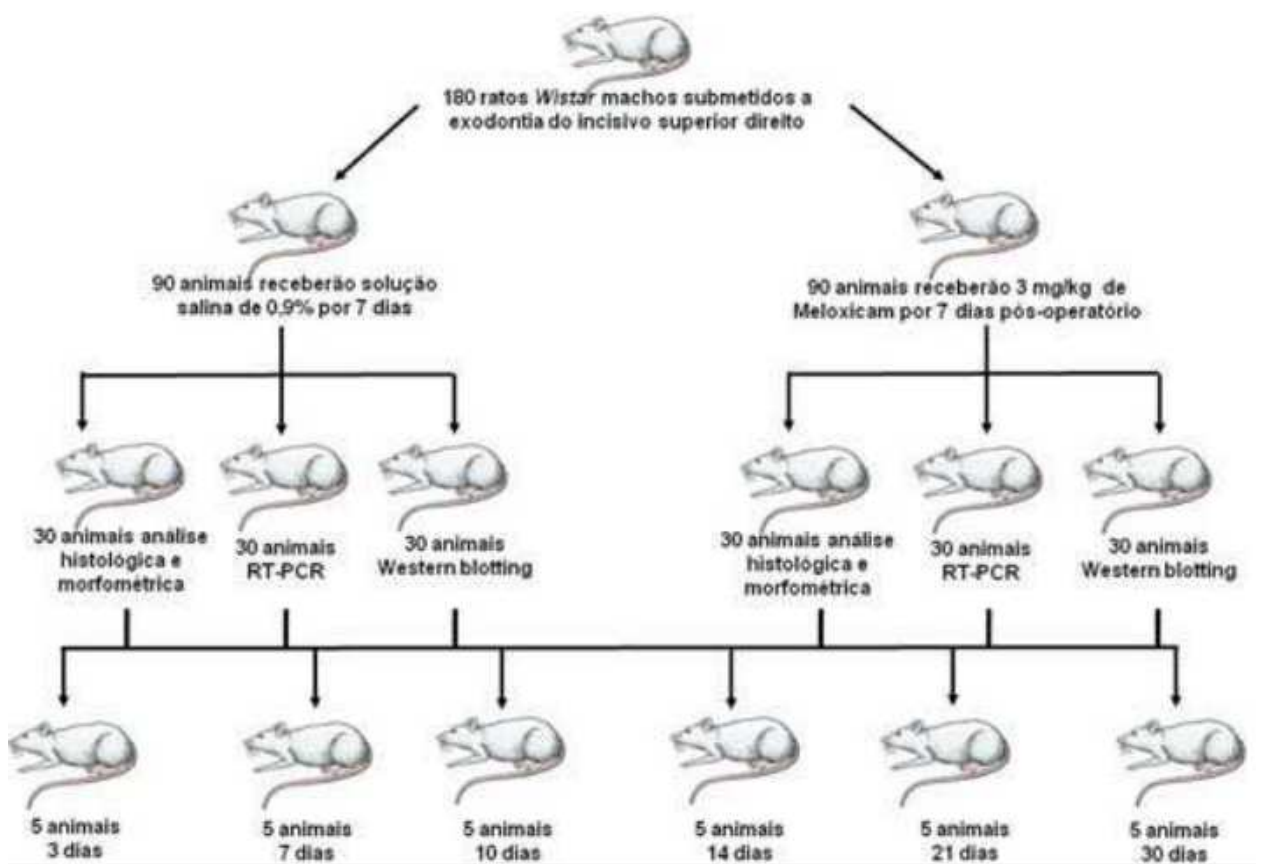 180 ratos Wistar machos submetidos a
exodontia do incisivo superior direito
90 animais receberão solução
salina de 0,9% por 7 dias
90 animais receberão 3 mg/kg de
Meloxicam por 7 dias pós-operatório
30 animais análise
histológica e
morfométrica
30 animais
RT-PCR
30 animais
Western blotting
30 animais análise
histológica e
morfométrica
30 animais
RT-PCR
30 animais
Western blotting
5 animais
3 dias
5 animais
7 dias
5 animais
10 dias
5 animais
14 dias
5 animais
21 dias
5 animais
30 dias